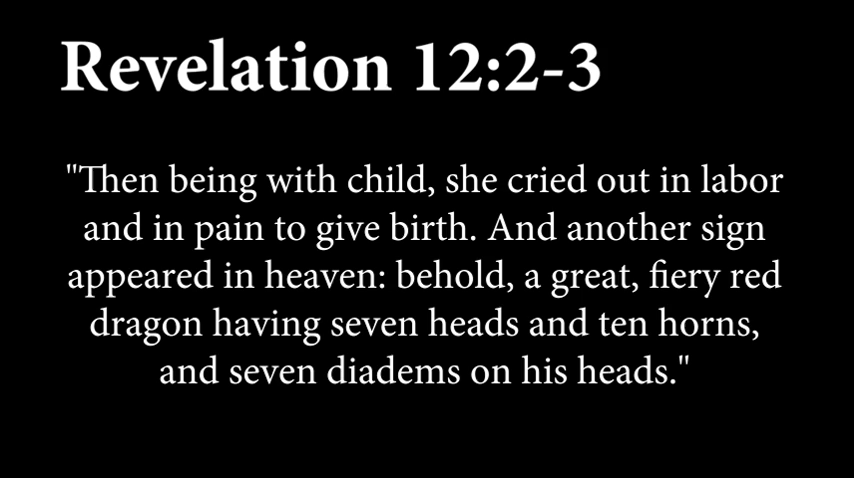 Revelation 12:2-3
"Then being with child, she cried out in labor
and in pain to give birth. And another sign
appeared in heaven: behold, a great, fiery red
dragon having seven heads and ten horns,
and seven diadems on his heads."